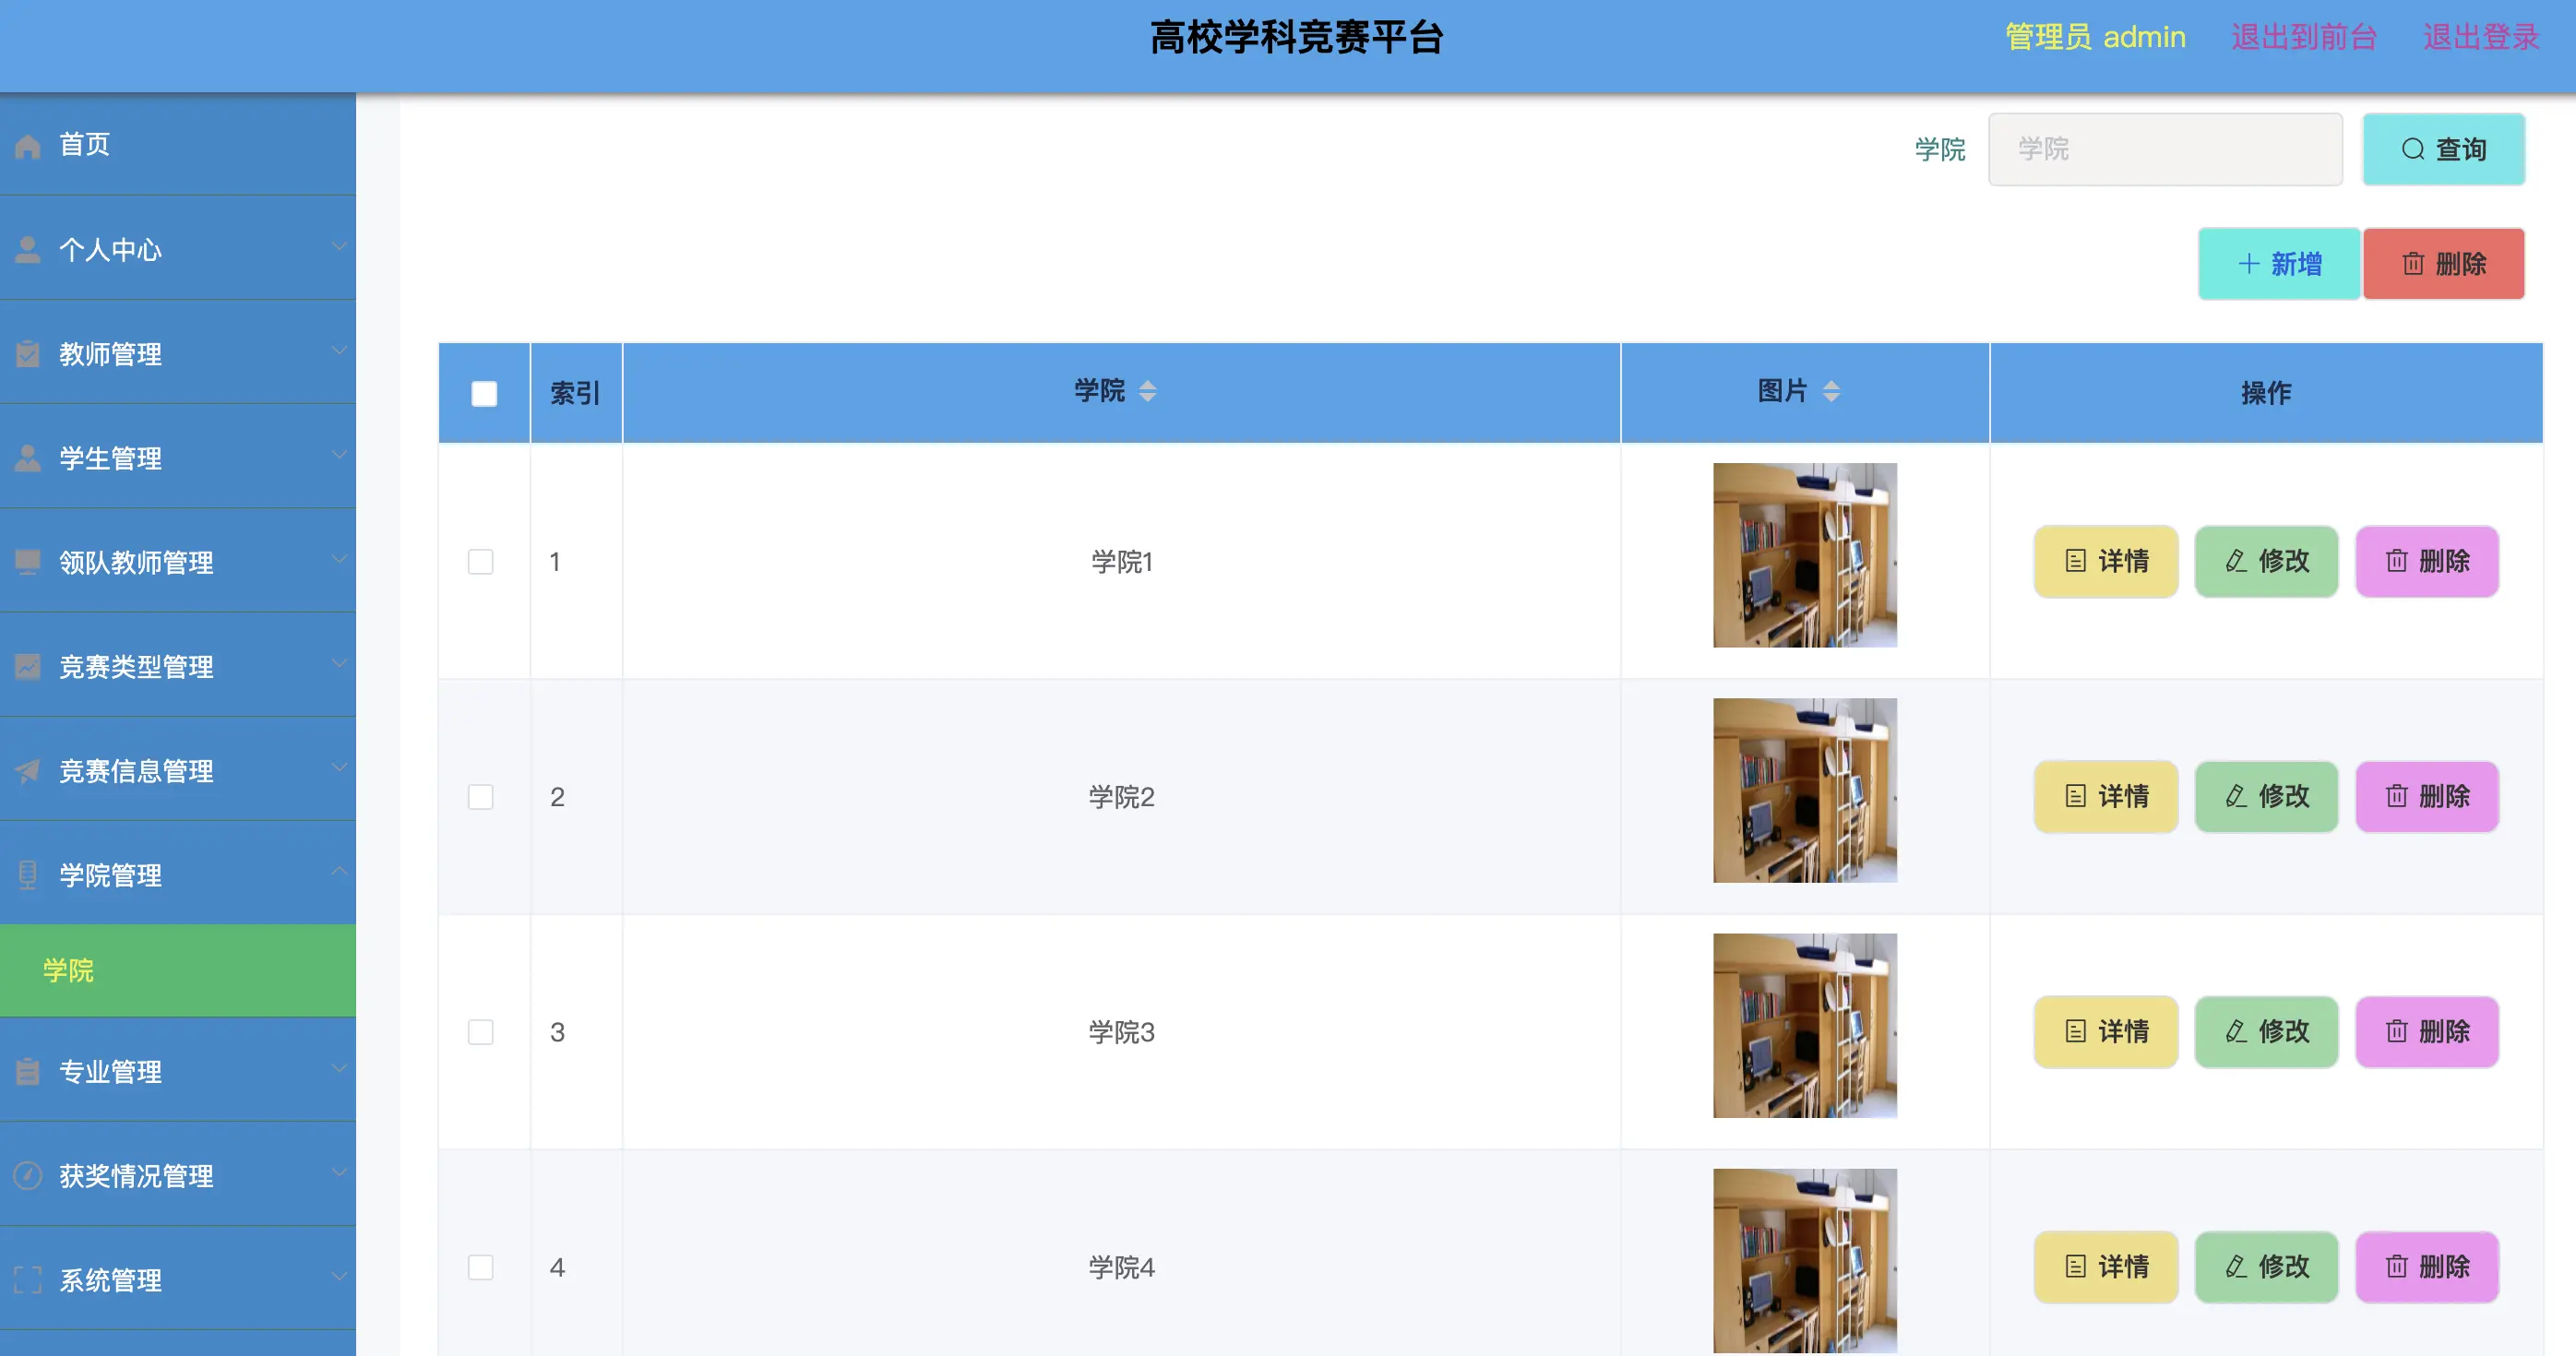 高校学科竞赛平台
管理员 admin 退出到前台 退出登录
首页
个人中心
教师管理
学生管理
领队教师管理
竞赛类型管理
竞赛信息管理
学院管理
学院
专业管理
获奖情况管理
系统管理
学院 学院 查询
新增 删除
索引 学院 图片 操作
1 学院1 详情 修改 删除
2 学院2 详情 修改 删除
3 学院3 详情 修改 删除
4 学院4 详情 修改 删除